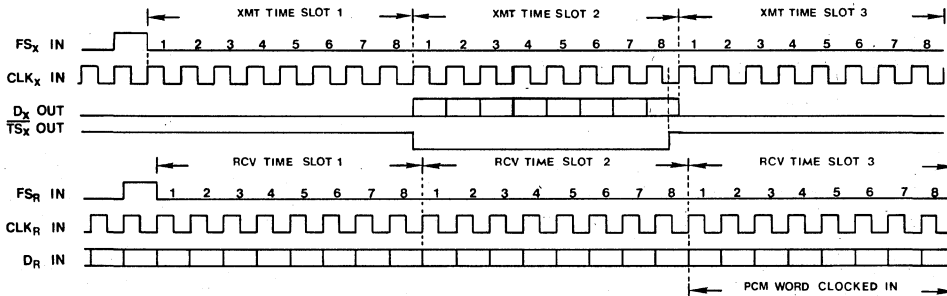 XMT TIME SLOT 1 XMT TIME SLOT 2 XMT TIME SLOT 3
FSX IN 1 2 3 4 5 6 7 8 1 2 3 4 5 6 7 8 1 2 3 4 5 6 7 8
CLKX IN
DX OUT
TSX OUT
RCV TIME SLOT 1 RCV TIME SLOT 2 RCV TIME SLOT 3
FSR IN 1 2 3 4 5 6 7 8 1 2 3 4 5 6 7 8 1 2 3 4 5 6 7 8
CLKR IN
DR IN
PCM WORD CLOCKED IN